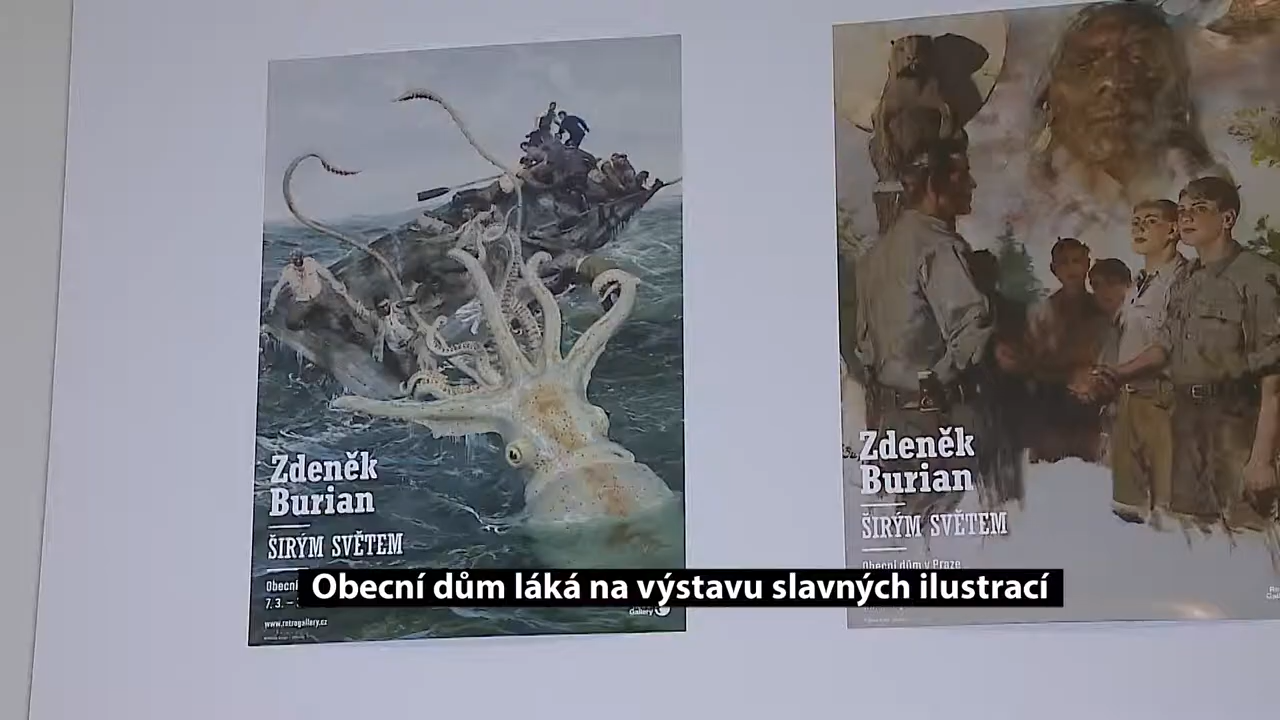 Zdeněk
Burian
ŠIRÝM SVĚTEM
Obecní
7. 3. –
www.retrogallery.cz
Gallery
Zdeněk
Burian
ŠIRÝM SVĚTEM
Obecní dům v Praze
Obecní dům láká na výstavu slavných ilustrací